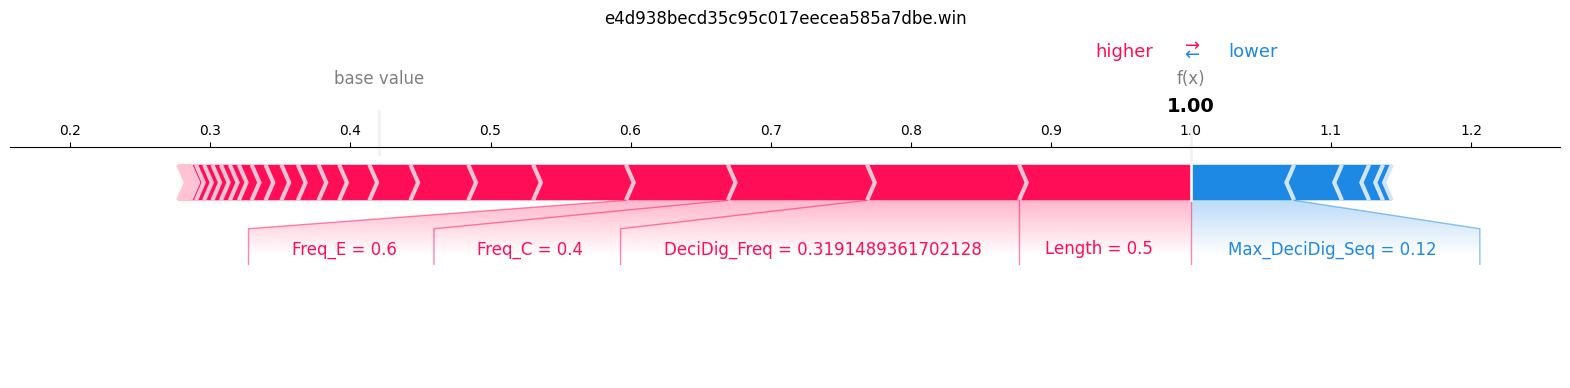 e4d938becd35c95c017eecea585a7dbe.win
higher ⇄ lower
base value f(x)
1.00
0.2 0.3 0.4 0.5 0.6 0.7 0.8 0.9 1.0 1.1 1.2
Freq_E = 0.6 Freq_C = 0.4 DeciDig_Freq = 0.3191489361702128 Length = 0.5 Max_DeciDig_Seq = 0.12